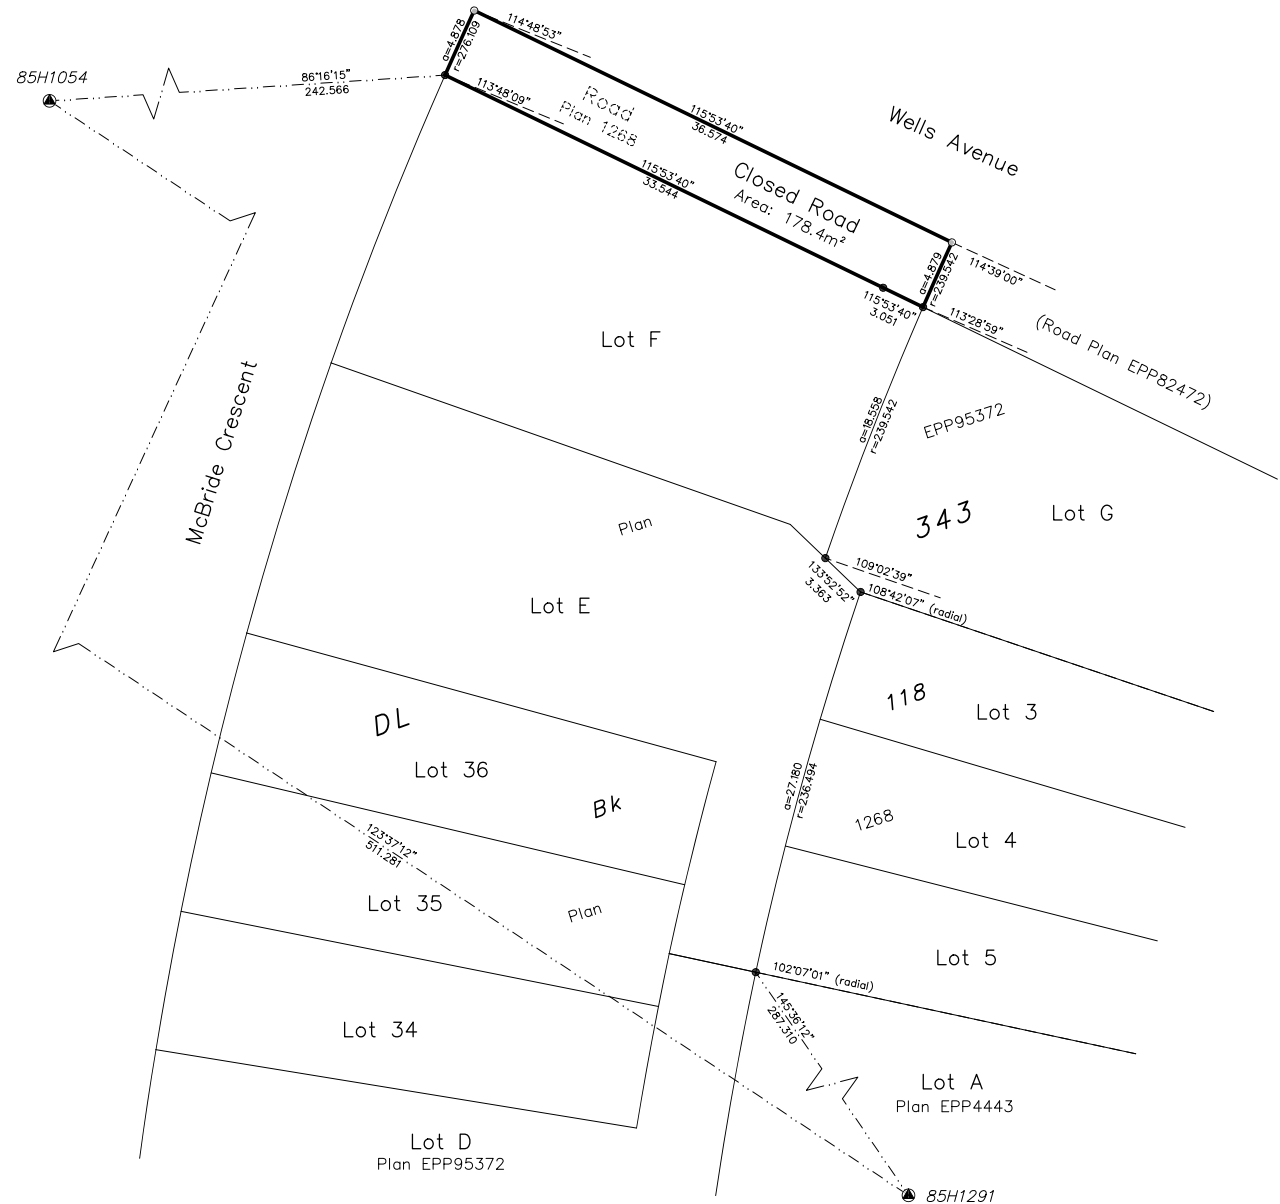 114°48'53"
a=4.878
r=276.109
85H1054
86°16'15"
242.566
113°48'09"
Road
Plan 1268
115°53'40"
36.574
Wells Avenue
115°53'40"
33.544
Closed Road
Area: 178.4m²
a=4.879
r=239.542
114°39'00"
115°53'40"
3.051
113°28'59"
(Road Plan EPP82472)
Lot F
McBride Crescent
a=18.558
r=239.542
EPP95372
343
Lot G
Plan
109°02'39"
133°52'52"
3.363
108°42'07" (radial)
Lot E
118
Lot 3
DL
Lot 36
a=27.180
r=236.494
Bk
1268
Lot 4
123°37'12"
511.281
Lot 35
Plan
Lot 5
102°07'01" (radial)
145°36'12"
287.310
Lot 34
Lot A
Plan EPP4443
Lot D
Plan EPP95372
85H1291